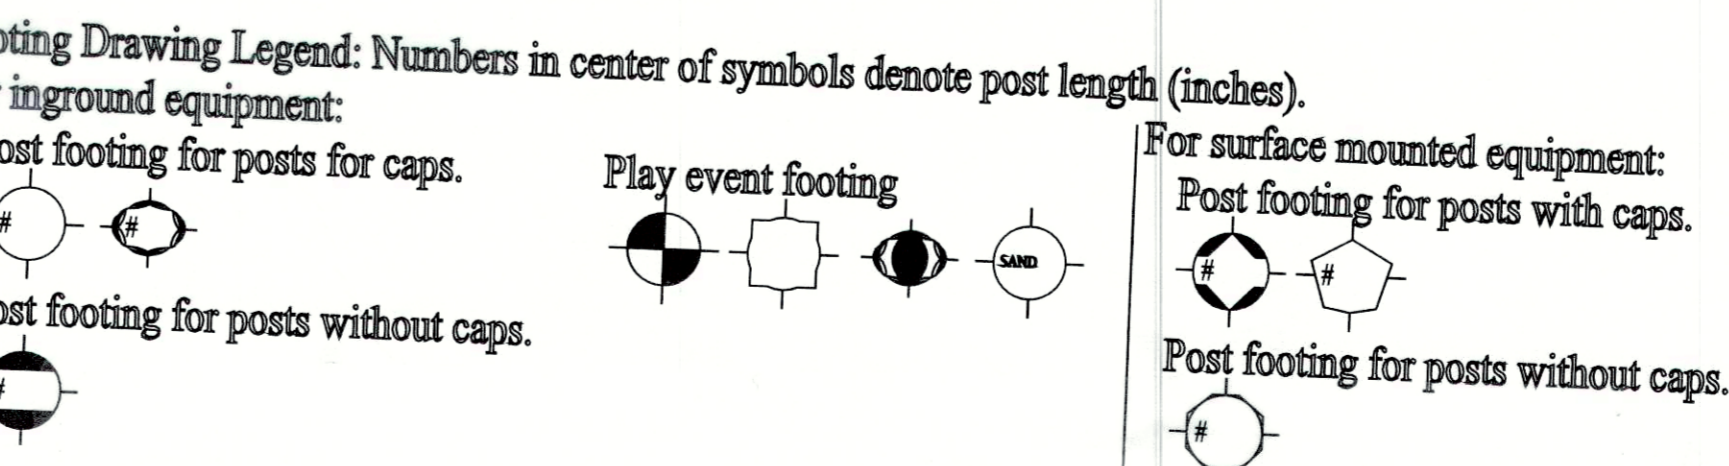 oting Drawing Legend: Numbers in center of symbols denote post length (inches).
inground equipment:
ost footing for posts for caps.
#
#
ost footing for posts without caps.
#
Play event footing
SAND
For surface mounted equipment:
Post footing for posts with caps.
#
#
Post footing for posts without caps.
#